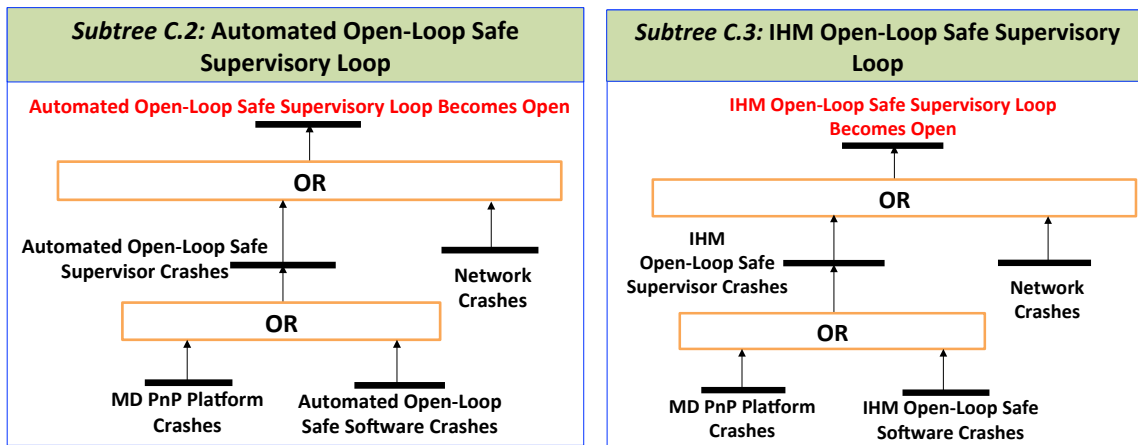 Subtree C.2: Automated Open-Loop Safe
Supervisory Loop
Automated Open-Loop Safe Supervisory Loop Becomes Open
OR
Automated Open-Loop Safe
Supervisor Crashes
Network
Crashes
OR
MD PnP Platform
Crashes
Automated Open-Loop
Safe Software Crashes
Subtree C.3: IHM Open-Loop Safe Supervisory
Loop
IHM Open-Loop Safe Supervisory Loop
Becomes Open
OR
IHM
Open-Loop Safe
Supervisor Crashes
Network
Crashes
OR
MD PnP Platform
Crashes
IHM Open-Loop Safe
Software Crashes